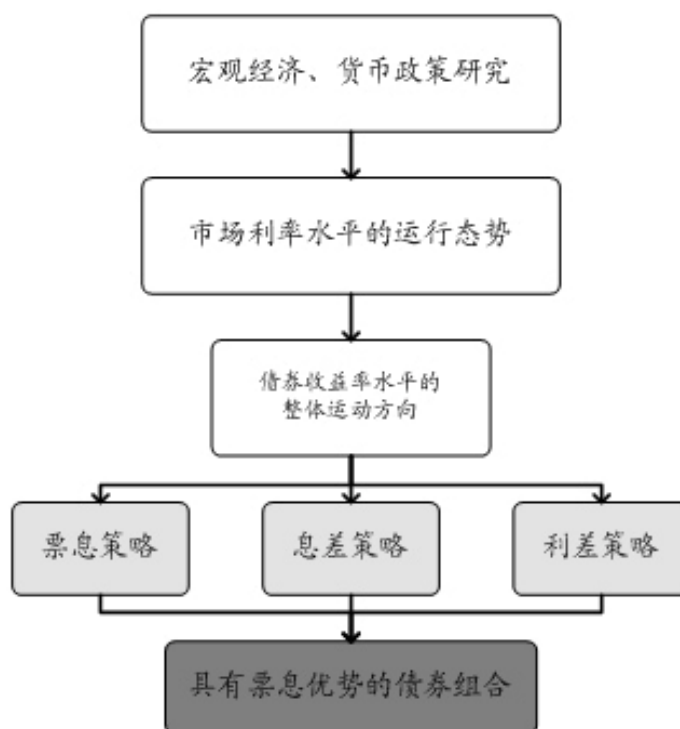 宏观经济、货币政策研究
市场利率水平的运行态势
债券收益率水平的
整体运动方向
票息策略
息差策略
利差策略
具有票息优势的债券组合